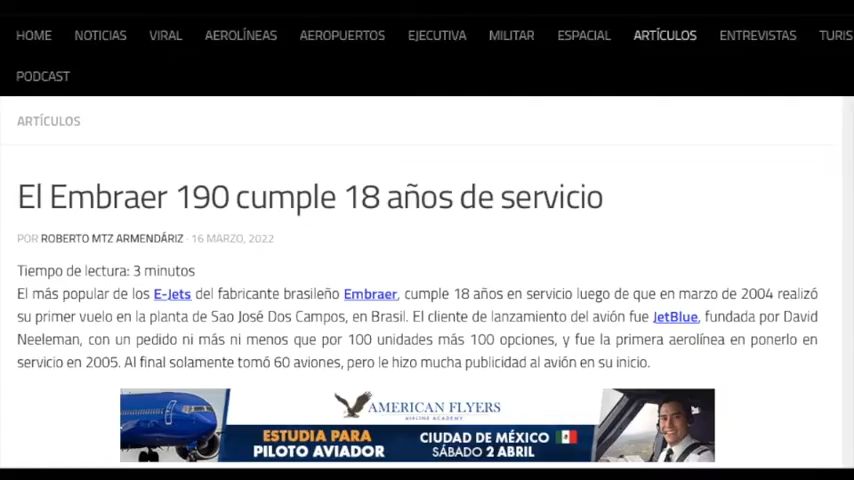 HOME NOTICIAS VIRAL AEROLÍNEAS AEROPUERTOS EJECUTIVA MILITAR ESPACIAL ARTÍCULOS ENTREVISTAS TURIS
PODCAST
ARTÍCULOS
El Embraer 190 cumple 18 años de servicio
POR ROBERTO MTZ ARMENDÁRIZ · 16 MARZO, 2022
Tiempo de lectura: 3 minutos
El más popular de los E-Jets del fabricante brasileño Embraer, cumple 18 años en servicio luego de que en marzo de 2004 realizó
su primer vuelo en la planta de Sao José Dos Campos, en Brasil. El cliente de lanzamiento del avión fue JetBlue, fundada por David
Neeleman, con un pedido ni más ni menos que por 100 unidades más 100 opciones, y fue la primera aerolínea en ponerlo en
servicio en 2005. Al final solamente tomó 60 aviones, pero le hizo mucha publicidad al avión en su inicio.
AMERICAN FLYERS
AIRLINE ACADEMY
ESTUDIA PARA
PILOTO AVIADOR
CIUDAD DE MÉXICO
SÁBADO 2 ABRIL